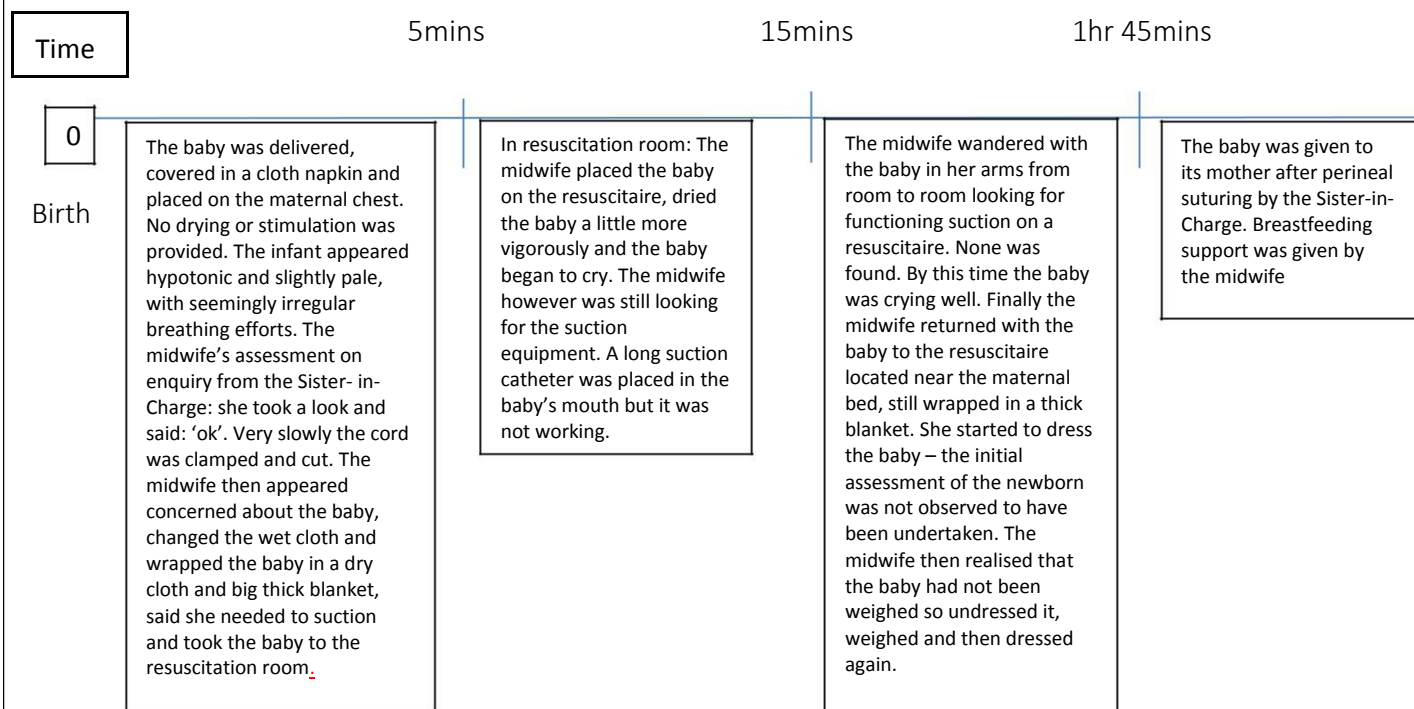 Time
5mins
15mins
1hr 45mins
0
Birth
The baby was delivered,
covered in a cloth napkin and
placed on the maternal chest.
No drying or stimulation was
provided. The infant appeared
hypotonic and slightly pale,
with seemingly irregular
breathing efforts. The
midwife’s assessment on
enquiry from the Sister- in-
Charge: she took a look and
said: ‘ok’. Very slowly the cord
was clamped and cut. The
midwife then appeared
concerned about the baby,
changed the wet cloth and
wrapped the baby in a dry
cloth and big thick blanket,
said she needed to suction
and took the baby to the
resuscitation room.
In resuscitation room: The
midwife placed the baby
on the resuscitaire, dried
the baby a little more
vigorously and the baby
began to cry. The midwife
however was still looking
for the suction
equipment. A long suction
catheter was placed in the
baby’s mouth but it was
not working.
The midwife wandered with
the baby in her arms from
room to room looking for
functioning suction on a
resuscitaire. None was
found. By this time the baby
was crying well. Finally the
midwife returned with the
baby to the resuscitaire
located near the maternal
bed, still wrapped in a thick
blanket. She started to dress
the baby – the initial
assessment of the newborn
was not observed to have
been undertaken. The
midwife then realised that
the baby had not been
weighed so undressed it,
weighed and then dressed
again.
The baby was given to
its mother after perineal
suturing by the Sister-in-
Charge. Breastfeeding
support was given by
the midwife